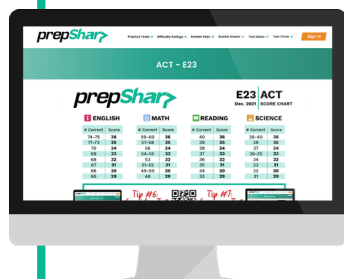 prepSharp
Practice Tests Difficulty Ratings Answer Keys Bubble Sheets Test Dates Test Timer Sign In
ACT - E23
prepSharp
E23 ACT
Dec. 2021 SCORE CHART
ENGLISH MATH READING SCIENCE
# Correct Score # Correct Score # Correct Score # Correct Score
74-75 36 59-60 36 40 36 39-40 36
71-73 35 57-58 35 39 35 38 35
70 34 56 34 38 34 37 34
69 33 54-55 33 37 33 35-36 33
68 32 53 32 36 32 34 32
67 31 51-52 31 35 31 33 31
66 30 49-50 30 34 30 32 30
65 29 48 29 33 29 31 29
Tip #6: Tip #7: